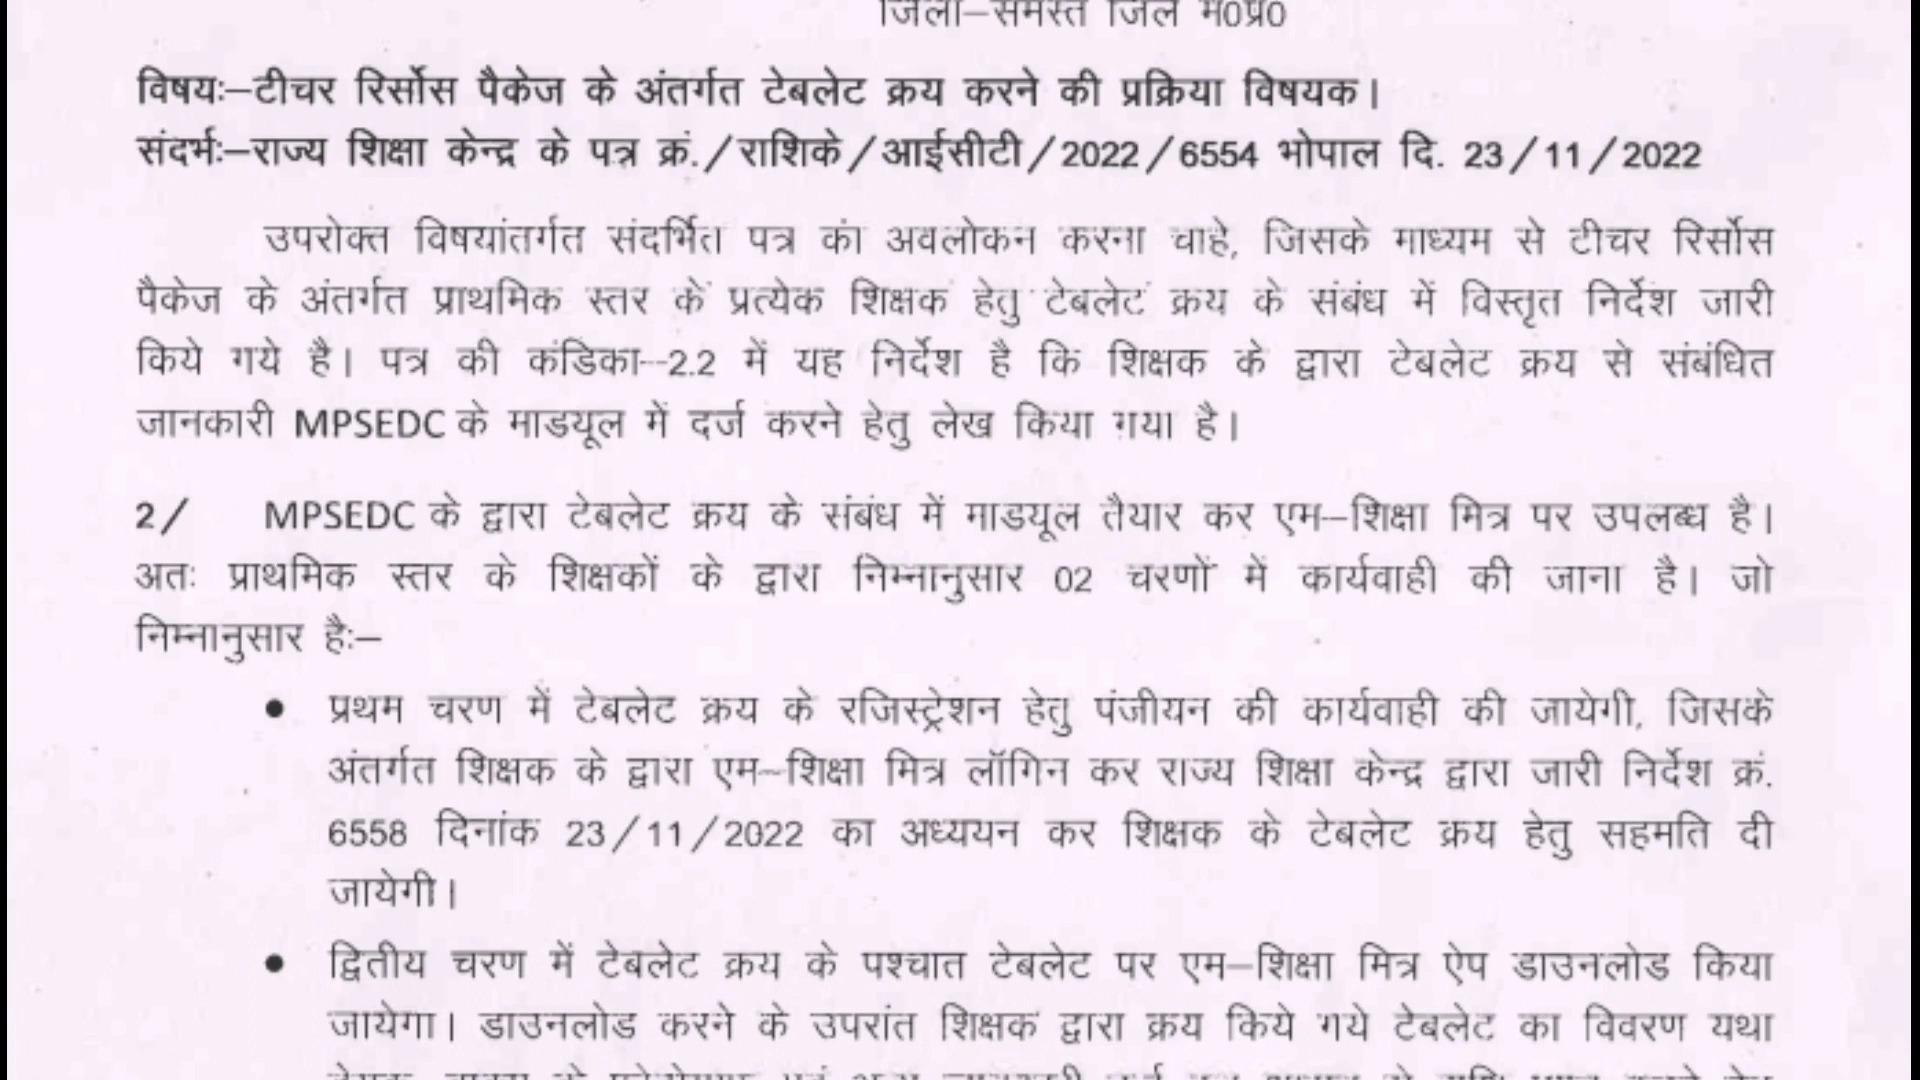 जिला–समस्त जिले म0प्र0
विषयः–टीचर रिर्सोस पैकेज के अंतर्गत टेबलेट क्रय करने की प्रक्रिया विषयक।
संदर्भः–राज्य शिक्षा केन्द्र के पत्र क्रं./राशिके/आईसीटी/2022/6554 भोपाल दि. 23/11/2022
उपरोक्त विषयांतर्गत संदर्भित पत्र का अवलोकन करना चाहे, जिसके माध्यम से टीचर रिर्सोस
पैकेज के अंतर्गत प्राथमिक स्तर के प्रत्येक शिक्षक हेतु टेबलेट क्रय के संबंध में विस्तृत निर्देश जारी
किये गये है। पत्र की कंडिका–2.2 में यह निर्देश है कि शिक्षक के द्वारा टेबलेट क्रय से संबंधित
जानकारी MPSEDC के माडयूल में दर्ज करने हेतु लेख किया गया है।
2/ MPSEDC के द्वारा टेबलेट क्रय के संबंध में माडयूल तैयार कर एम–शिक्षा मित्र पर उपलब्ध है।
अतः प्राथमिक स्तर के शिक्षकों के द्वारा निम्नानुसार 02 चरणों में कार्यवाही की जाना है। जो
निम्नानुसार हैः–
• प्रथम चरण में टेबलेट क्रय के रजिस्ट्रेशन हेतु पंजीयन की कार्यवाही की जायेगी, जिसके
अंतर्गत शिक्षक के द्वारा एम–शिक्षा मित्र लॉगिन कर राज्य शिक्षा केन्द्र द्वारा जारी निर्देश क्रं.
6558 दिनांक 23/11/2022 का अध्ययन कर शिक्षक के टेबलेट क्रय हेतु सहमति दी
जायेगी।
• द्वितीय चरण में टेबलेट क्रय के पश्चात टेबलेट पर एम–शिक्षा मित्र ऐप डाउनलोड किया
जायेगा। डाउनलोड करने के उपरांत शिक्षक द्वारा क्रय किये गये टेबलेट का विवरण यथा